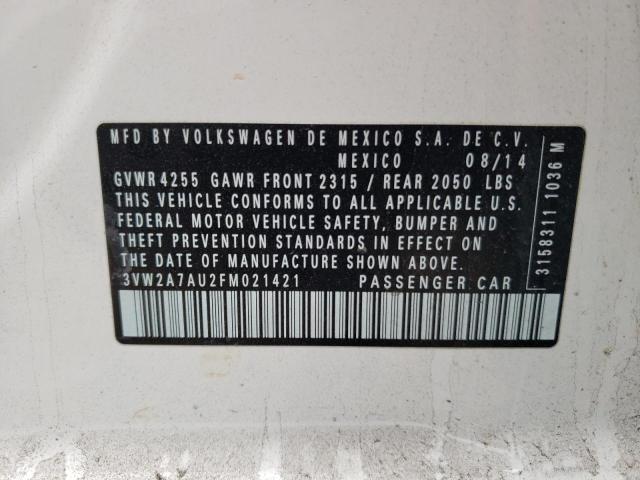 MFD BY VOLKSWAGEN DE MEXICO S.A. DE C.V.
MEXICO 08/14
GVWR 4255 GAWR FRONT 2315 / REAR 2050 LBS
THIS VEHICLE CONFORMS TO ALL APPLICABLE U.S.
FEDERAL MOTOR VEHICLE SAFETY, BUMPER AND
THEFT PREVENTION STANDARDS IN EFFECT ON
THE DATE OF MANUFACTURE SHOWN ABOVE.
3VW2A7AU2FM021421 PASSENGER CAR
3158311 1036 M